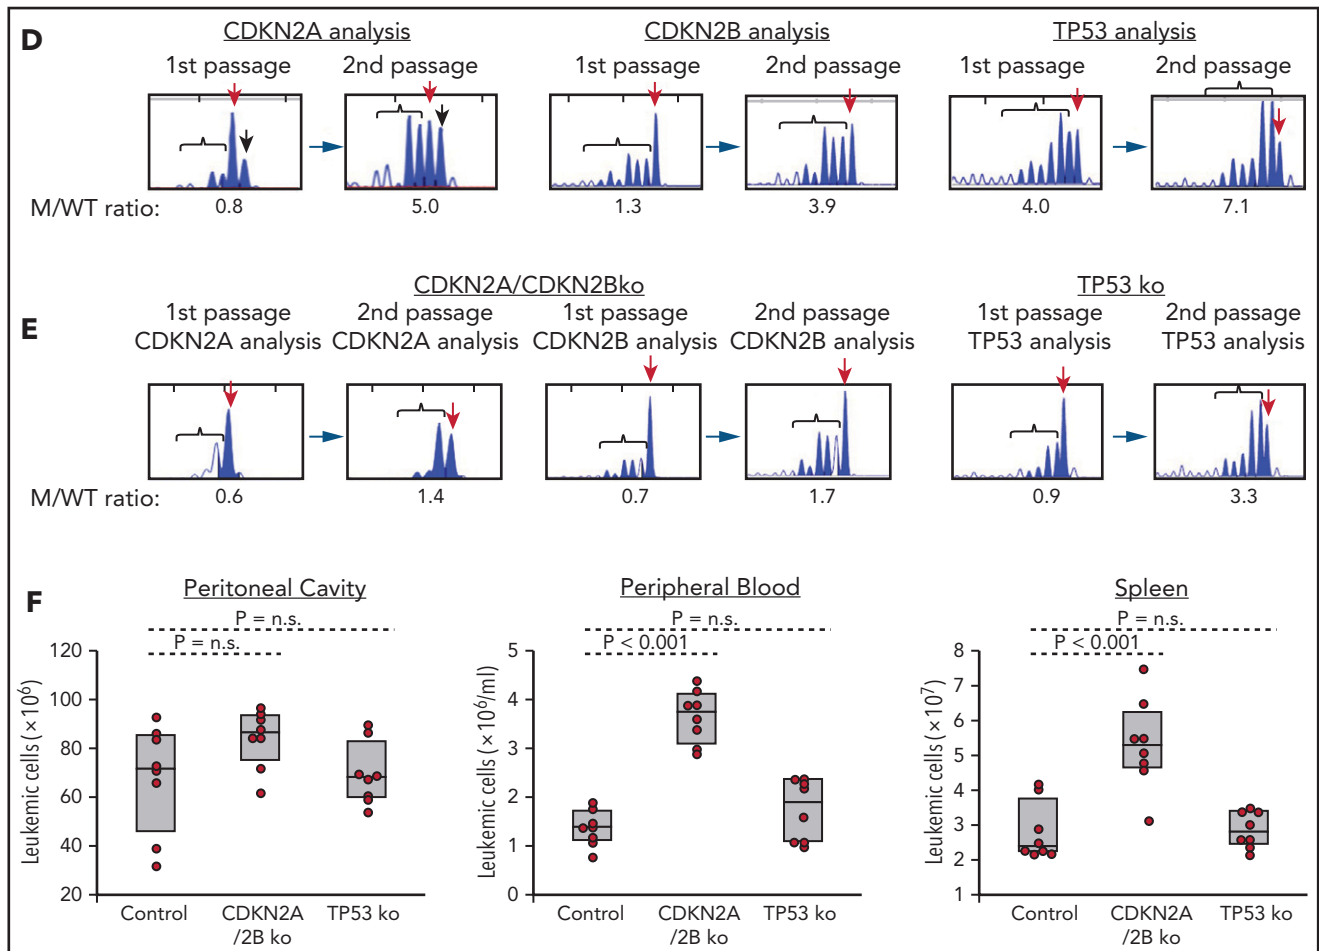 D
CDKN2A analysis CDKN2B analysis TP53 analysis
1st passage 2nd passage 1st passage 2nd passage 1st passage 2nd passage
M/WT ratio: 0.8 5.0 1.3 3.9 4.0 7.1
E
CDKN2A/CDKN2Bko TP53 ko
1st passage 2nd passage 1st passage 2nd passage 1st passage 2nd passage
CDKN2A analysis CDKN2A analysis CDKN2B analysis CDKN2B analysis TP53 analysis TP53 analysis
M/WT ratio: 0.6 1.4 0.7 1.7 0.9 3.3
F
Peritoneal Cavity
P = n.s.
P = n.s.
Leukemic cells (×10⁶)
120
100
80
60
40
20
Control CDKN2A TP53 ko
/2B ko
Peripheral Blood
P = n.s.
P < 0.001
Leukemic cells (×10⁶/ml)
5
4
3
2
1
0
Control CDKN2A TP53 ko
/2B ko
Spleen
P = n.s.
P < 0.001
Leukemic cells (×10⁷)
8
7
6
5
4
3
2
1
Control CDKN2A TP53 ko
/2B ko